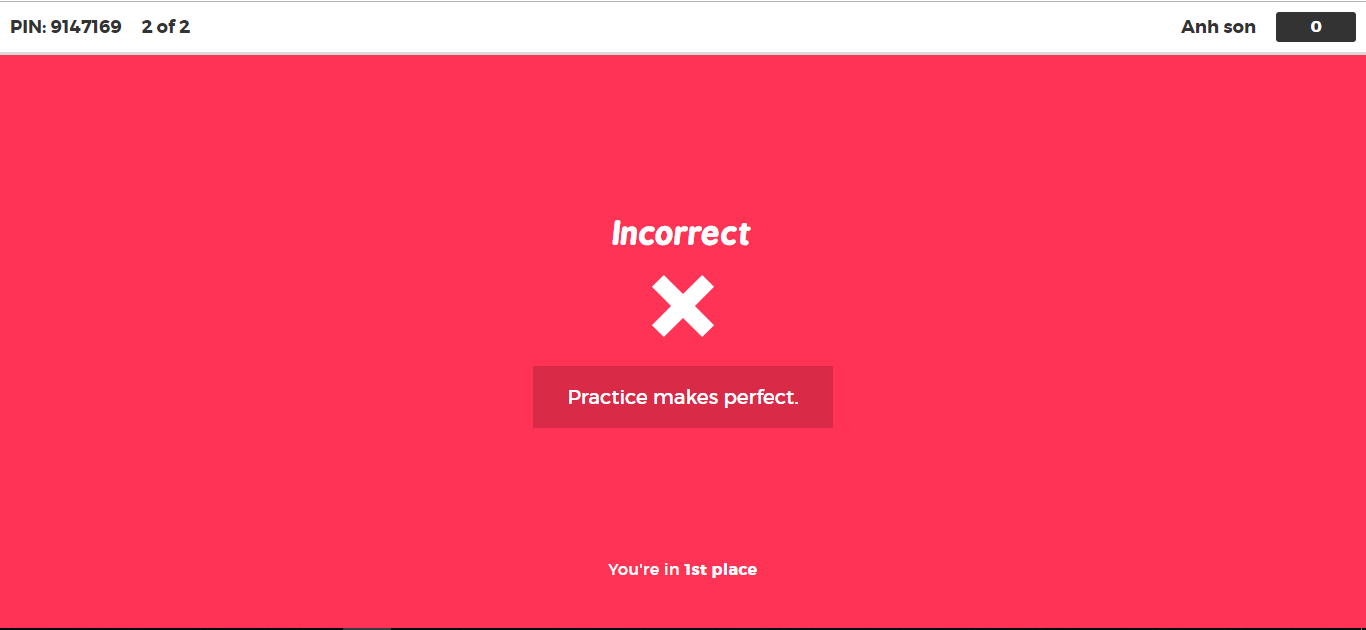 PIN: 9147169 2 of 2 Anh son 0
Incorrect
Practice makes perfect.
You're in 1st place